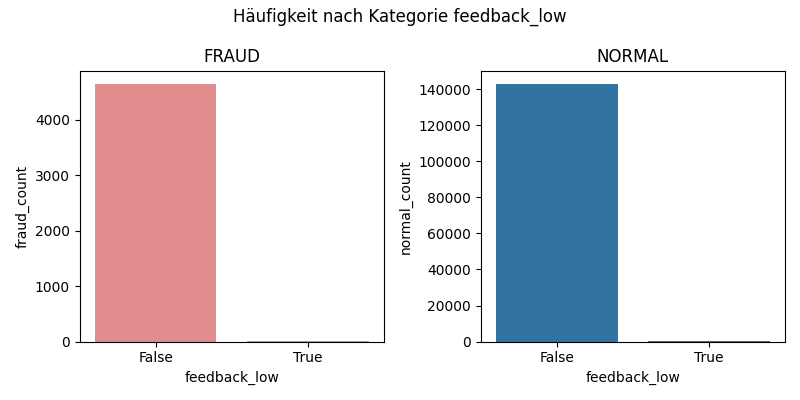 Häufigkeit nach Kategorie feedback_low
FRAUD
fraud_count
4000
3000
2000
1000
0
False
True
feedback_low
NORMAL
normal_count
140000
120000
100000
80000
60000
40000
20000
0
False
True
feedback_low